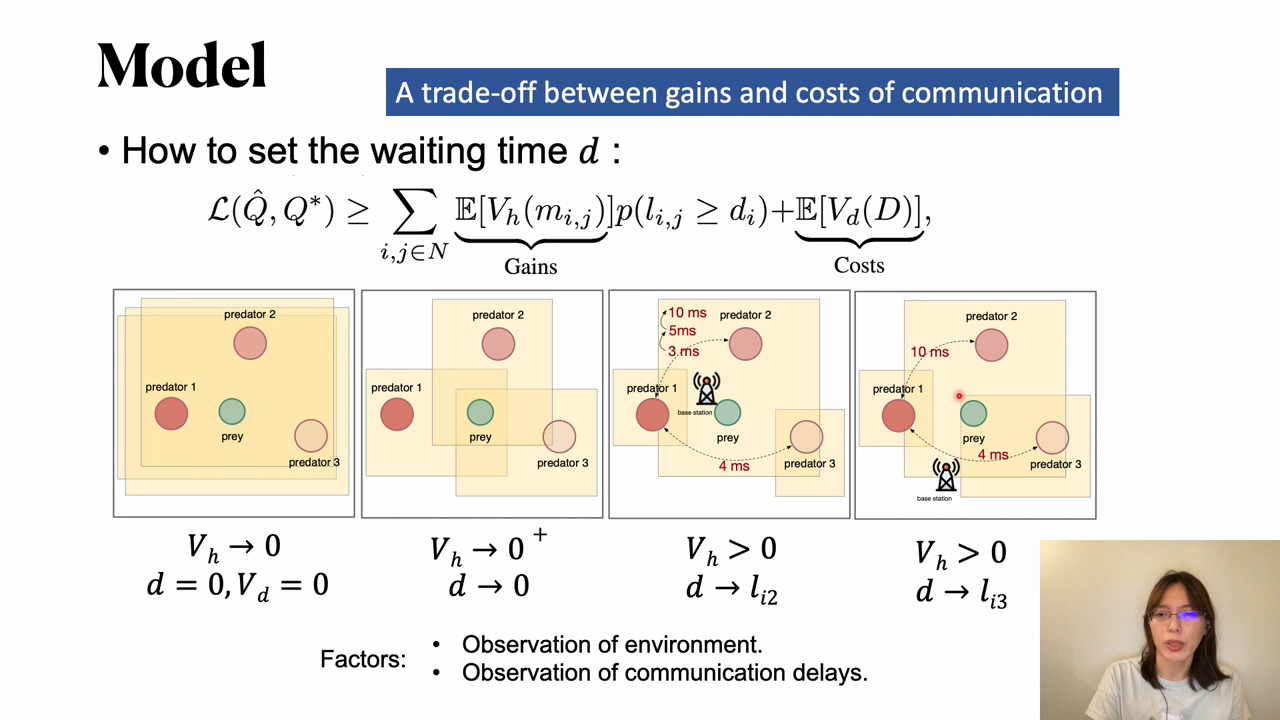 Model
A trade-off between gains and costs of communication
• How to set the waiting time d :
ℒ(Q̂, Q*) ≥ ∑_{i,j∈N} 𝔼[V_h(m_{i,j})]p(l_{i,j} ≥ d_i)+𝔼[V_d(D)],
Gains
Costs
predator 2
predator 1
prey
predator 3
predator 2
predator 1
prey
predator 3
10 ms
predator 2
5ms
3 ms
predator 1
base station
prey
4 ms
predator 3
predator 2
10 ms
predator 1
prey
4 ms
predator 3
base station
V_h → 0
d = 0, V_d = 0
V_h → 0⁺
d → 0
V_h > 0
d → l_{i2}
V_h > 0
d → l_{i3}
Factors:
• Observation of environment.
• Observation of communication delays.